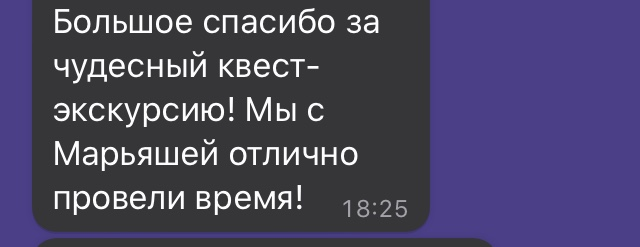 Большое спасибо за
чудесный квест-
экскурсию! Мы с
Марьяшей отлично
провели время!
18:25